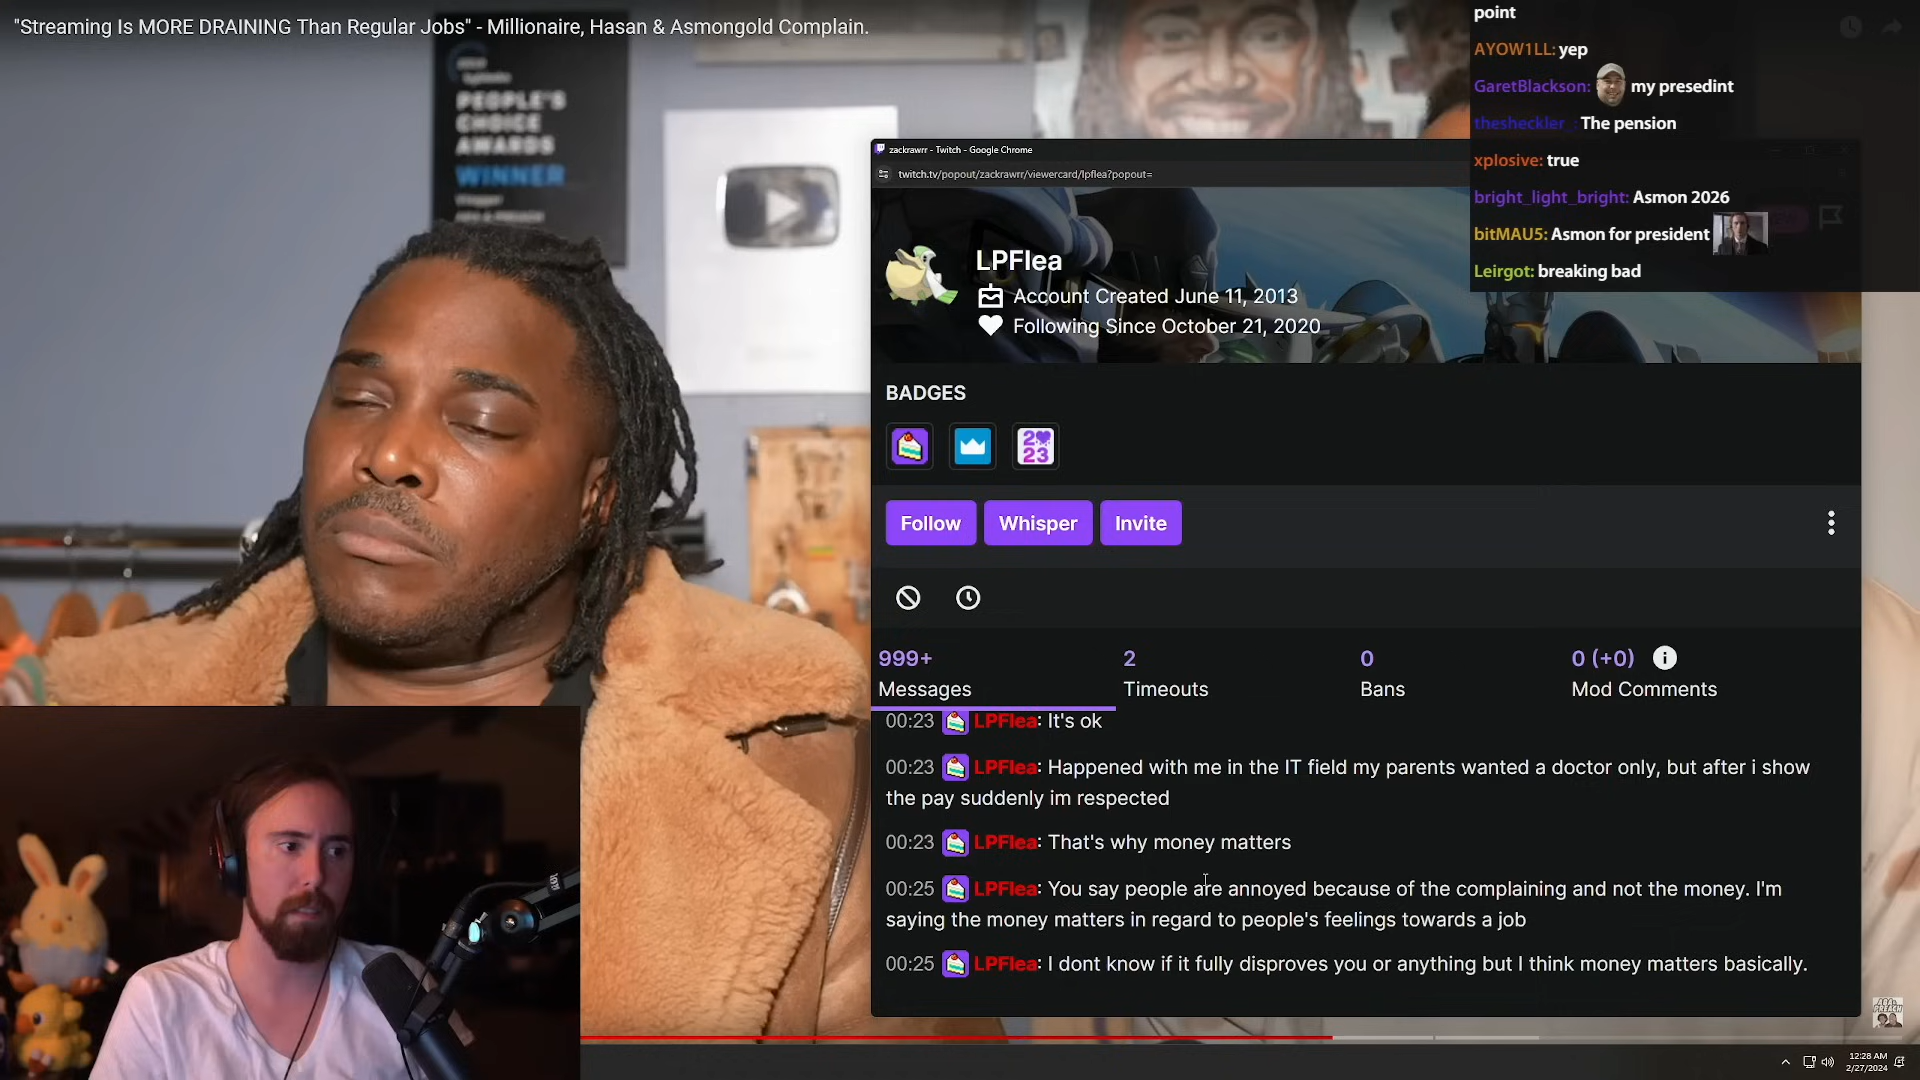 "Streaming Is MORE DRAINING Than Regular Jobs" - Millionaire, Hasan & Asmongold Complain.
point
AYOW1LL: yep
GaretBlackson: my presedint
thesheckler_: The pension
xplosive: true
bright_light_bright: Asmon 2026
bitMAU5: Asmon for president
Leirgot: breaking bad
PEOPLE'S
CHOICE
AWARDS
WINNER
zackrawrr - Twitch - Google Chrome
twitch.tv/popout/zackrawrr/viewercard/lpflea?popout=
LPFlea
Account Created June 11, 2013
Following Since October 21, 2020
BADGES
2 23
Follow Whisper Invite
999+ 2 0 0 (+0)
Messages Timeouts Bans Mod Comments
00:23 LPFlea: It's ok
00:23 LPFlea: Happened with me in the IT field my parents wanted a doctor only, but after i show
the pay suddenly im respected
00:23 LPFlea: That's why money matters
00:25 LPFlea: You say people are annoyed because of the complaining and not the money. I'm
saying the money matters in regard to people's feelings towards a job
00:25 LPFlea: I dont know if it fully disproves you or anything but I think money matters basically.
PREACH
12:28 AM
2/27/2024